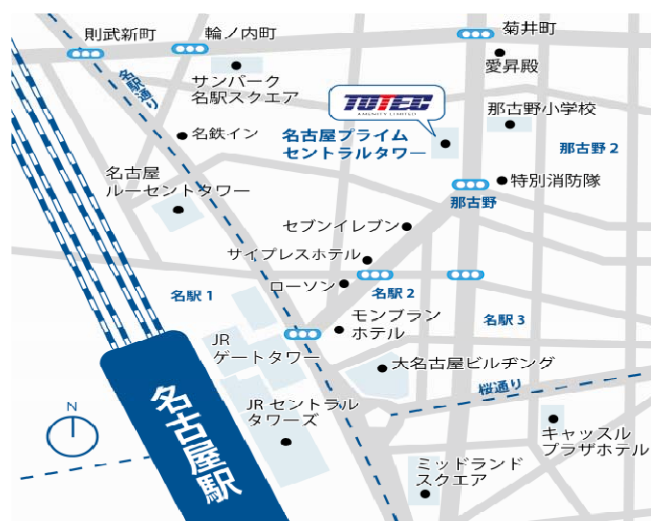 則武新町
輪ノ内町
菊井町
名駅通り
サンパーク
名駅スクエア
愛昇殿
TUTEC
AMENITY LIMITED
那古野小学校
名鉄イン
名古屋プライム
セントラルタワー
那古野 2
名古屋
ルーセントタワー
特別消防隊
那古野
セブンイレブン
サイプレスホテル
ローソン
名駅 1
名駅 2
名駅 3
モンブラン
ホテル
JR
ゲートタワー
大名古屋ビルヂング
桜通り
名古屋駅
N
JR セントラル
タワーズ
キャッスル
プラザホテル
ミッドランド
スクエア